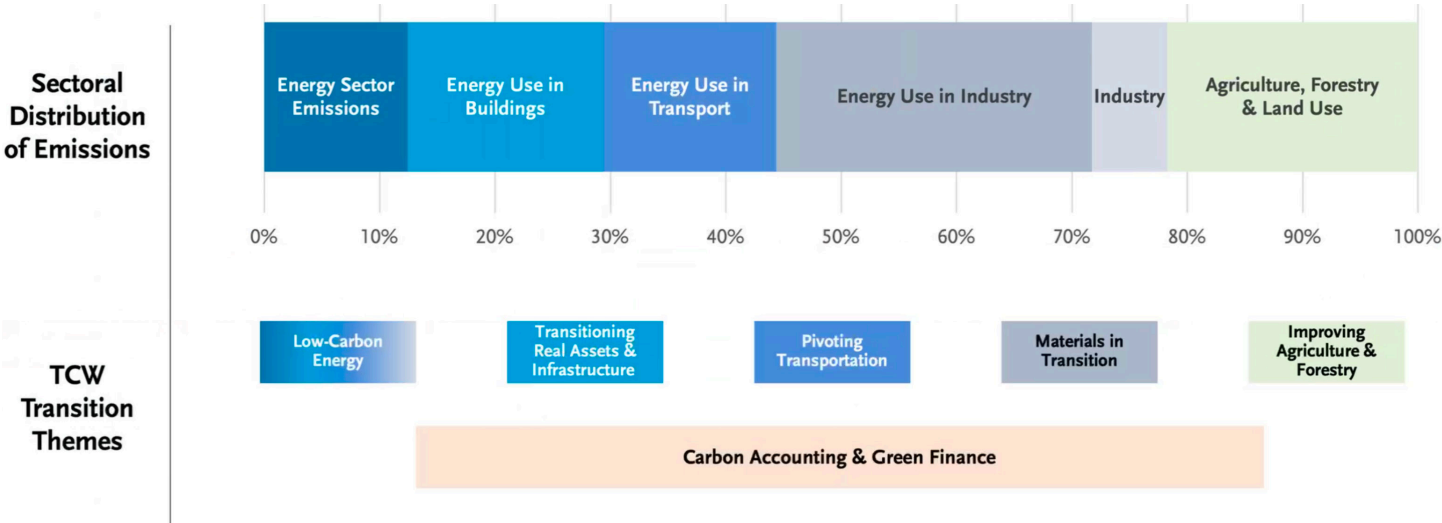 Sectoral
Distribution
of Emissions
Energy Sector
Emissions
Energy Use in
Buildings
Energy Use in
Transport
Energy Use in Industry
Industry
Agriculture, Forestry
& Land Use
0%
10%
20%
30%
40%
50%
60%
70%
80%
90%
100%
TCW
Transition
Themes
Low-Carbon
Energy
Transitioning
Real Assets &
Infrastructure
Pivoting
Transportation
Materials in
Transition
Improving
Agriculture &
Forestry
Carbon Accounting & Green Finance